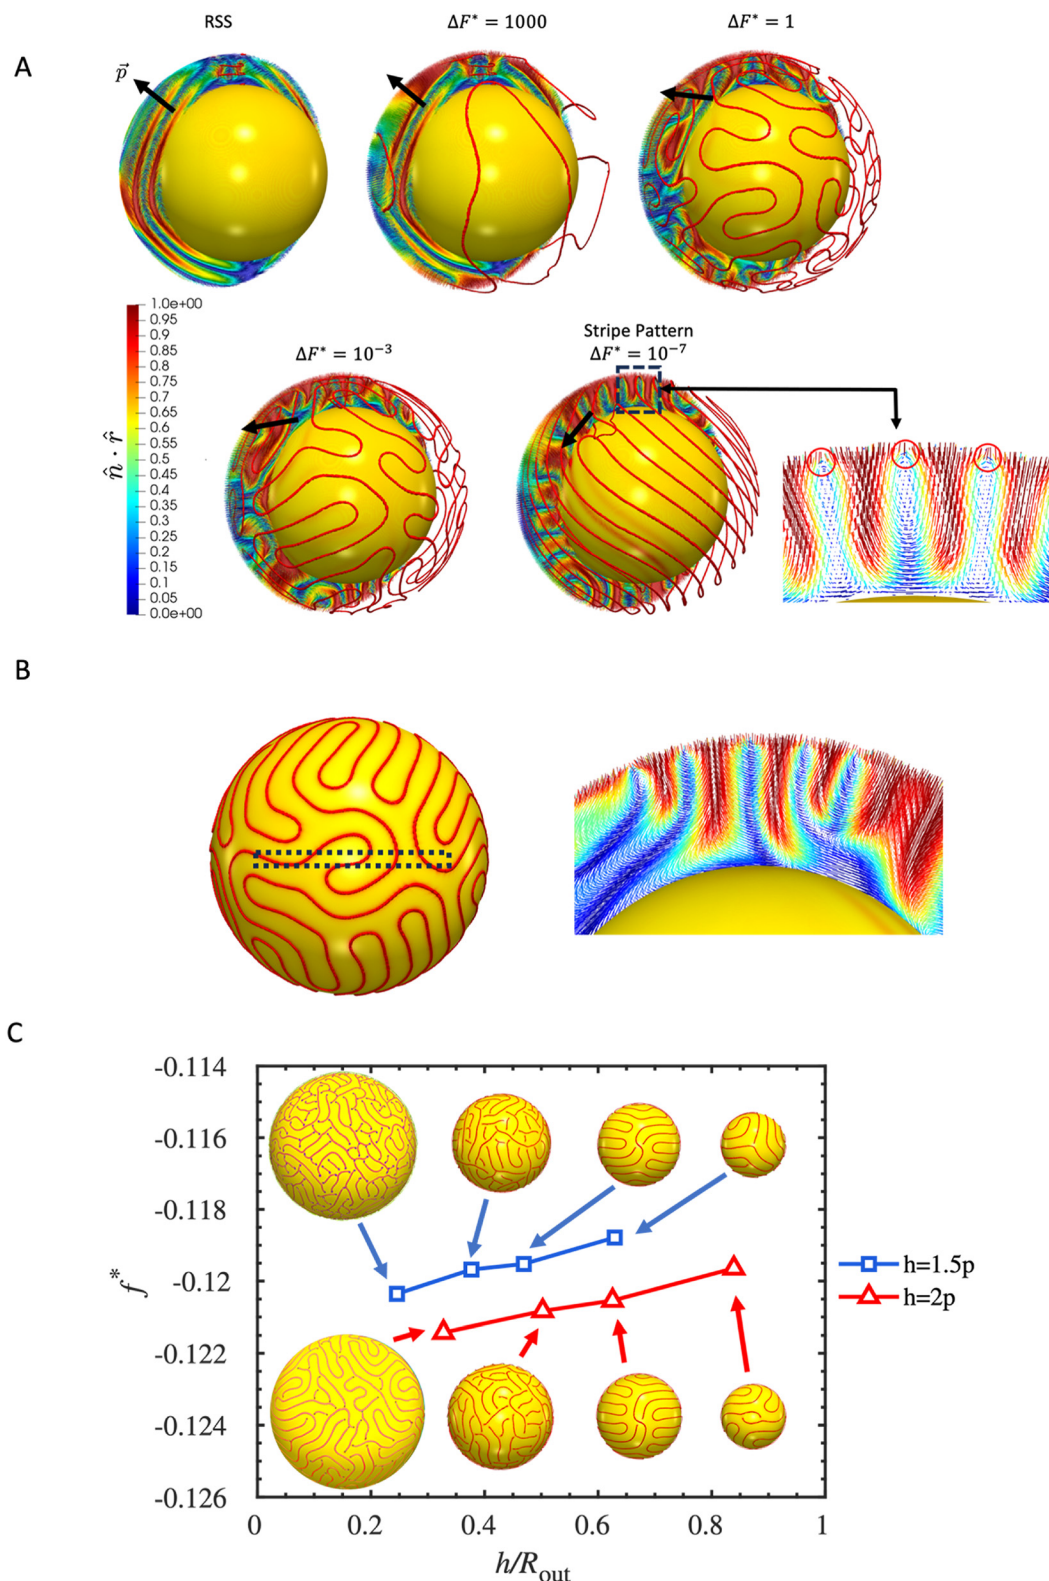 A
RSS
ΔF* = 1000
ΔF* = 1
p⃗
ΔF* = 10⁻³
Stripe Pattern
ΔF* = 10⁻⁷
n̂ · r̂
1.0e+00
0.95
0.9
0.85
0.8
0.75
0.7
0.65
0.6
0.55
0.5
0.45
0.4
0.35
0.3
0.25
0.2
0.15
0.1
0.05
0.0e+00
B
C
f*
-0.114
-0.116
-0.118
-0.12
-0.122
-0.124
-0.126
0 0.2 0.4 0.6 0.8 1
h/R_out
h=1.5p
h=2p